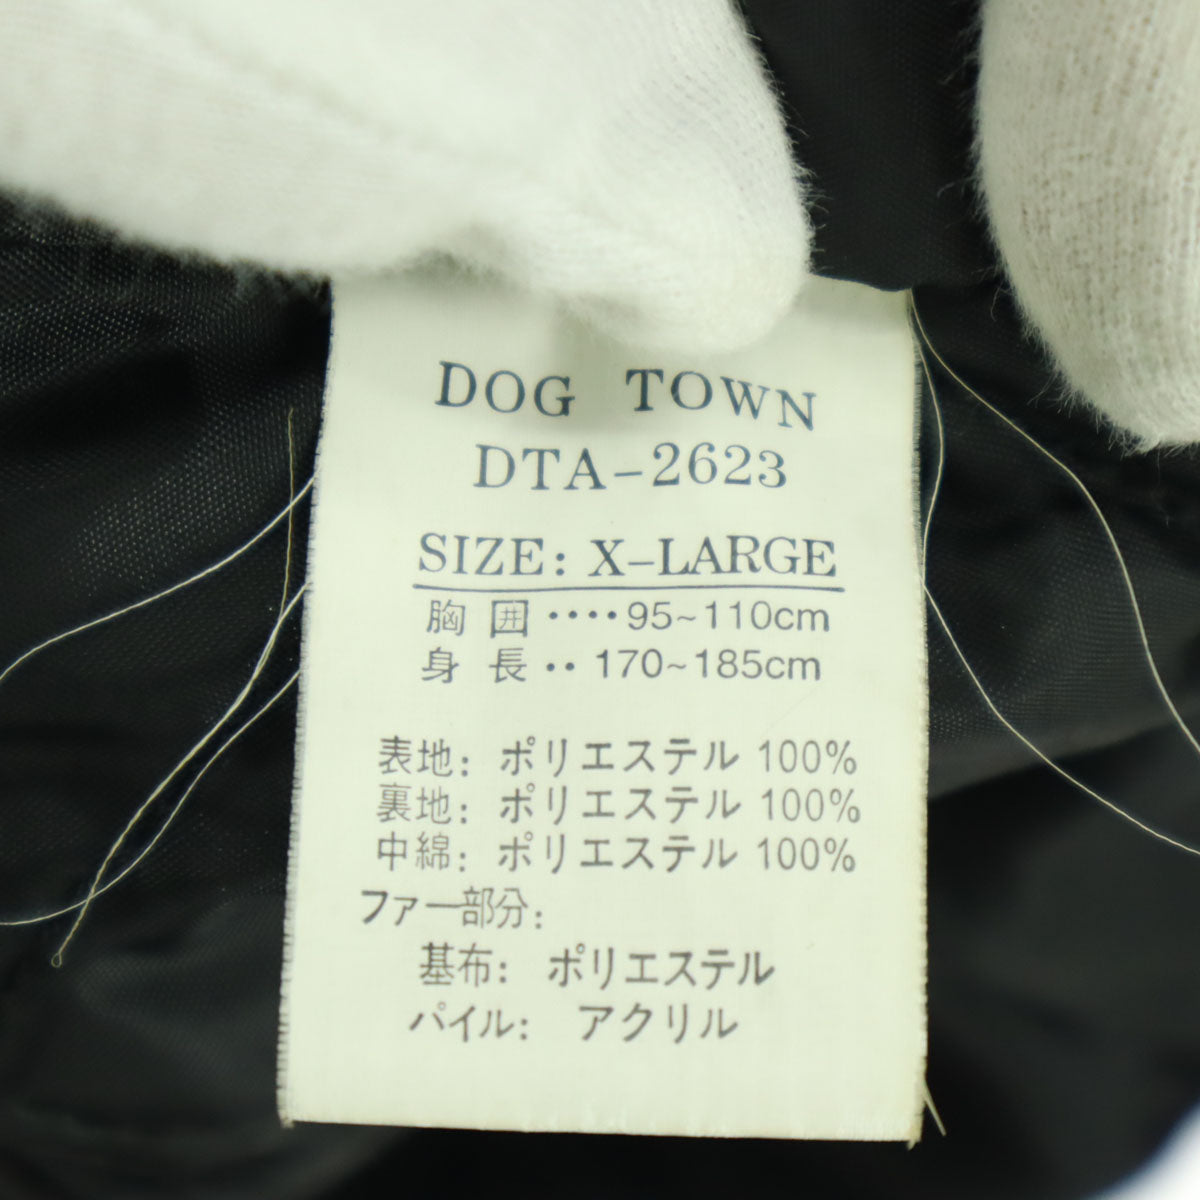 DOG TOWN
DTA-2623
SIZE: X-LARGE
胸囲････95~110cm
身長‥170~185cm
表地: ポリエステル 100%
裏地: ポリエステル 100%
中綿: ポリエステル 100%
ファー部分:
基布: ポリエステル
パイル: アクリル